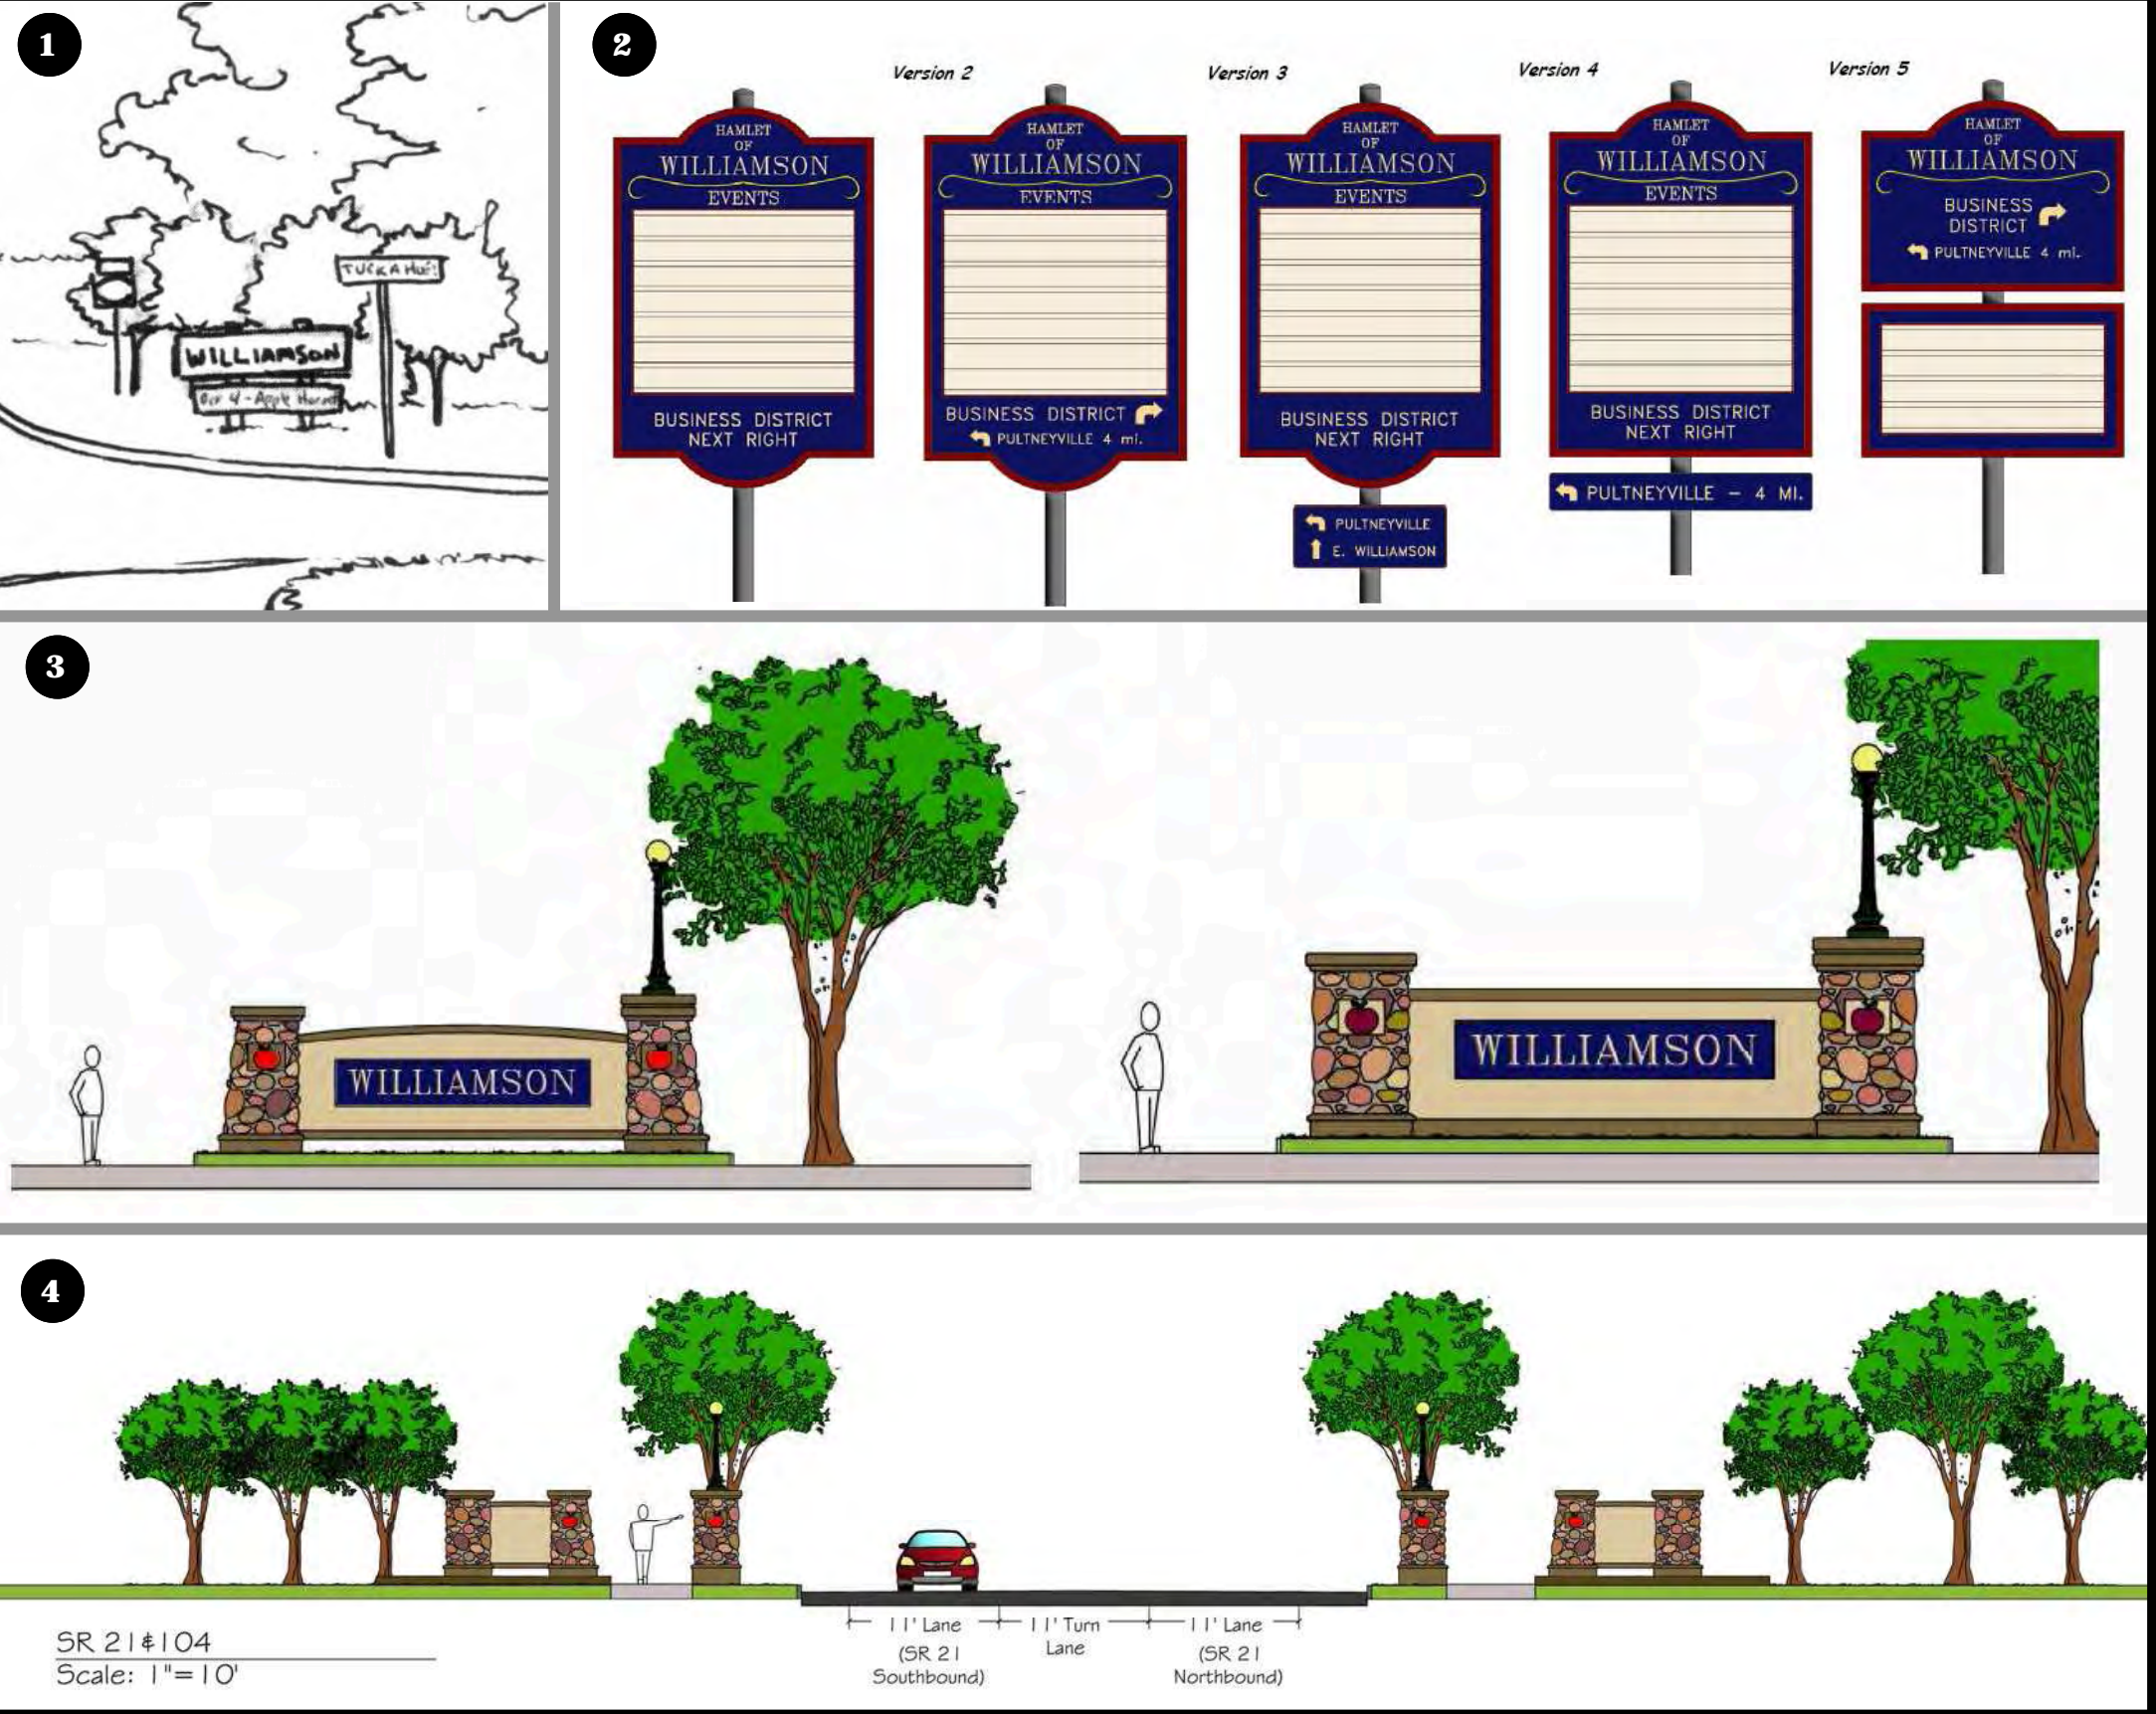 1
TUCKAHOE
WILLIAMSON
Oct 4 - Apple Harvest
2
Version 2
Version 3
Version 4
Version 5
HAMLET
OF
WILLIAMSON
EVENTS
BUSINESS DISTRICT
NEXT RIGHT
HAMLET
OF
WILLIAMSON
EVENTS
BUSINESS DISTRICT
PULTNEYVILLE 4 mi.
HAMLET
OF
WILLIAMSON
EVENTS
BUSINESS DISTRICT
NEXT RIGHT
PULTNEYVILLE
E. WILLIAMSON
HAMLET
OF
WILLIAMSON
EVENTS
BUSINESS DISTRICT
NEXT RIGHT
PULTNEYVILLE - 4 MI.
HAMLET
OF
WILLIAMSON
BUSINESS
DISTRICT
PULTNEYVILLE 4 mi.
3
WILLIAMSON
WILLIAMSON
4
11' Lane
(SR 21
Southbound)
11' Turn
Lane
11' Lane
(SR 21
Northbound)
SR 21&104
Scale: 1"=10'